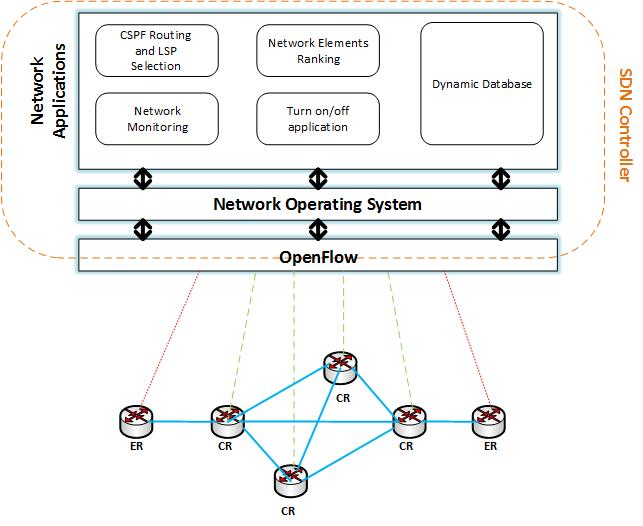 Network
Applications
CSPF Routing
and LSP
Selection
Network Elements
Ranking
Dynamic Database
Network
Monitoring
Turn on/off
application
SDN Controller
Network Operating System
OpenFlow
CR
ER
CR
CR
ER
CR